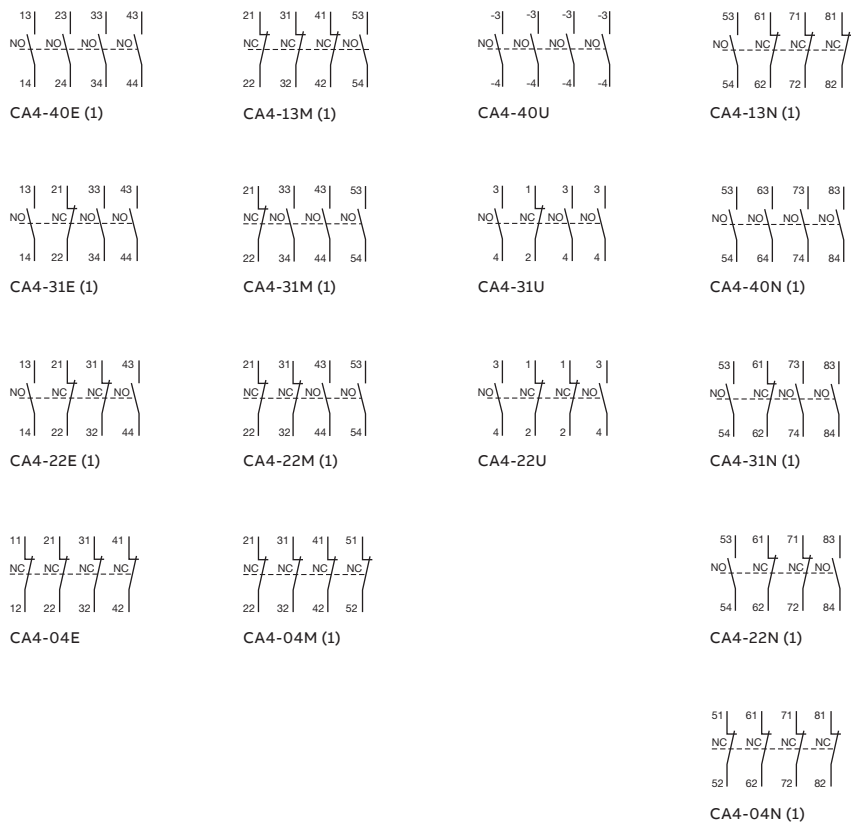 13 23 33 43
NO NO NO NO
14 24 34 44
CA4-40E (1)
21 31 41 53
NC NC NC NO
22 32 42 54
CA4-13M (1)
-3 -3 -3 -3
NO NO NO NO
-4 -4 -4 -4
CA4-40U
53 61 71 81
NO NC NC NC
54 62 72 82
CA4-13N (1)
13 21 33 43
NO NC NO NO
14 22 34 44
CA4-31E (1)
21 33 43 53
NC NO NO NO
22 34 44 54
CA4-31M (1)
3 1 3 3
NO NC NO NO
4 2 4 4
CA4-31U
53 63 73 83
NO NO NO NO
54 64 74 84
CA4-40N (1)
13 21 31 43
NO NC NC NO
14 22 32 44
CA4-22E (1)
21 31 43 53
NC NC NO NO
22 32 44 54
CA4-22M (1)
3 1 1 3
NO NC NC NO
4 2 2 4
CA4-22U
53 61 73 83
NO NC NO NO
54 62 74 84
CA4-31N (1)
11 21 31 41
NC NC NC NC
12 22 32 42
CA4-04E
21 31 41 51
NC NC NC NC
22 32 42 52
CA4-04M (1)
53 61 71 83
NO NC NC NO
54 62 72 84
CA4-22N (1)
51 61 71 81
NC NC NC NC
52 62 72 82
CA4-04N (1)